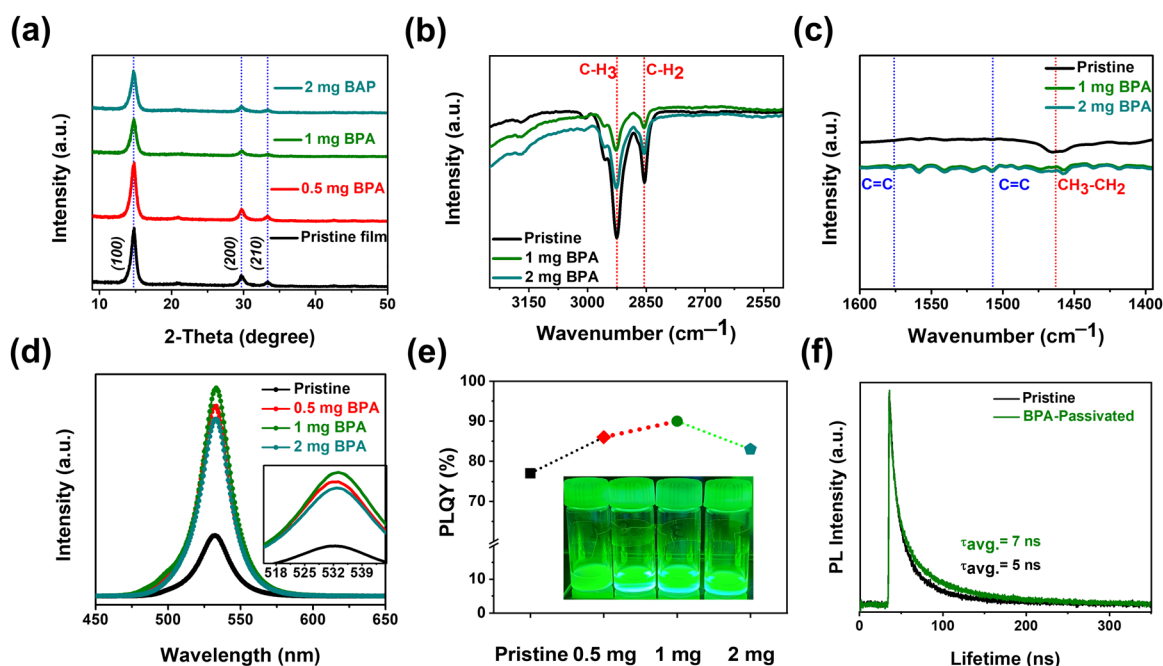 (a)
Intensity (a.u.)
2 mg BAP
1 mg BPA
0.5 mg BPA
Pristine film
(100)
(200)
(210)
10 20 30 40 50
2-Theta (degree)
(b)
Intensity (a.u.)
C-H3
C-H2
Pristine
1 mg BPA
2 mg BPA
3150 3000 2850 2700 2550
Wavenumber (cm–1)
(c)
Intensity (a.u.)
Pristine
1 mg BPA
2 mg BPA
C=C
C=C
CH3-CH2
1600 1550 1500 1450 1400
Wavenumber (cm–1)
(d)
Intensity (a.u.)
Pristine
0.5 mg BPA
1 mg BPA
2 mg BPA
518 525 532 539
450 500 550 600 650
Wavelength (nm)
(e)
PLQY (%)
100
90
80
70
10
0
Pristine 0.5 mg 1 mg 2 mg
(f)
PL Intensity (a.u.)
Pristine
BPA-Passivated
τavg.= 7 ns
τavg.= 5 ns
0 100 200 300
Lifetime (ns)